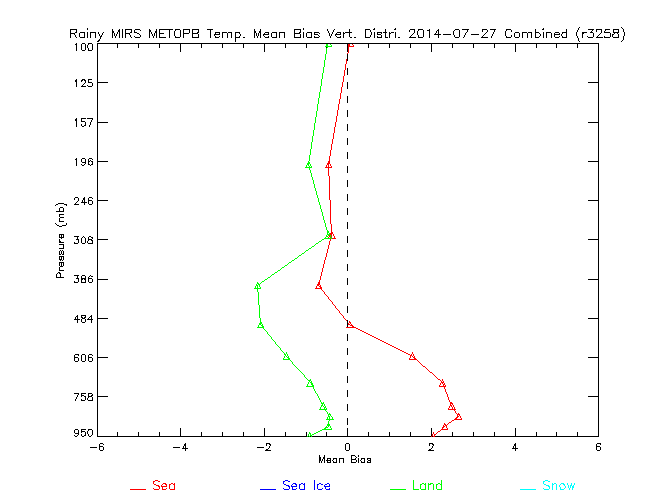 Rainy MIRS METOPB Temp. Mean Bias Vert. Distri. 2014-07-27 Combined (r3258)
100
125
157
196
246
308
386
484
606
758
950
Pressure (mb)
-6 -4 -2 0 2 4 6
Mean Bias
Sea Sea Ice Land Snow